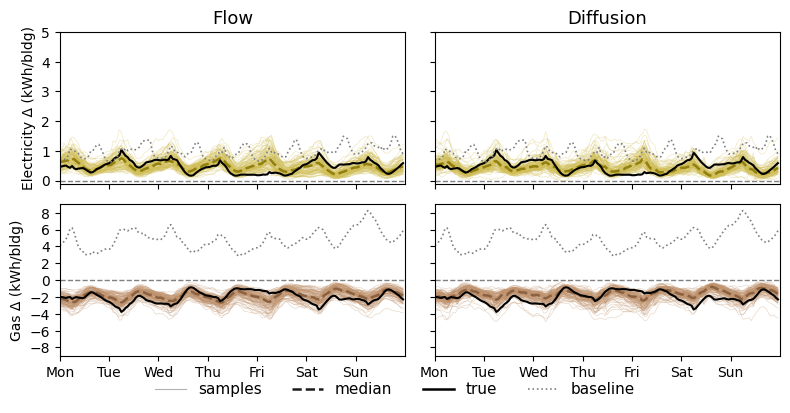 Flow
Diffusion
Electricity Δ (kWh/bldg)
5
4
3
2
1
0
Gas Δ (kWh/bldg)
8
6
4
2
0
−2
−4
−6
−8
Mon Tue Wed Thu Fri Sat Sun
Mon Tue Wed Thu Fri Sat Sun
samples median true baseline